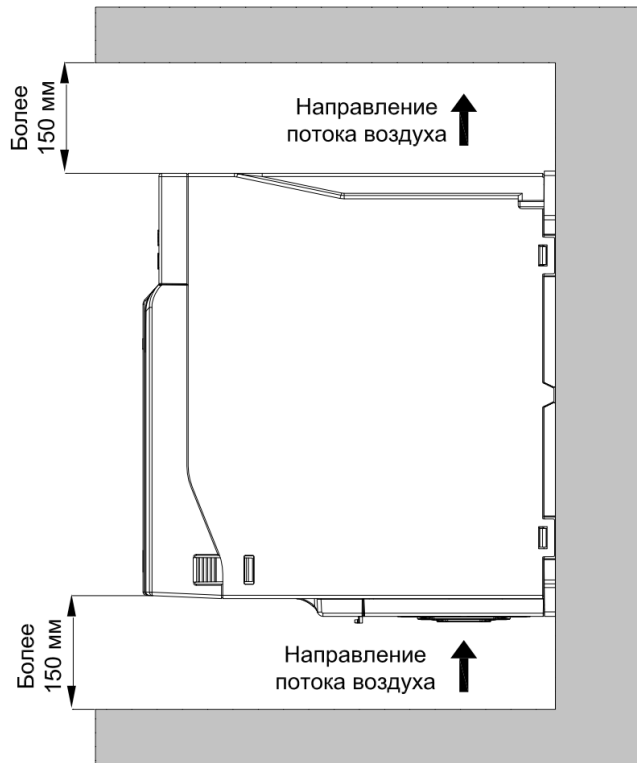 Более
150 мм
Направление
потока воздуха
Более
150 мм
Направление
потока воздуха